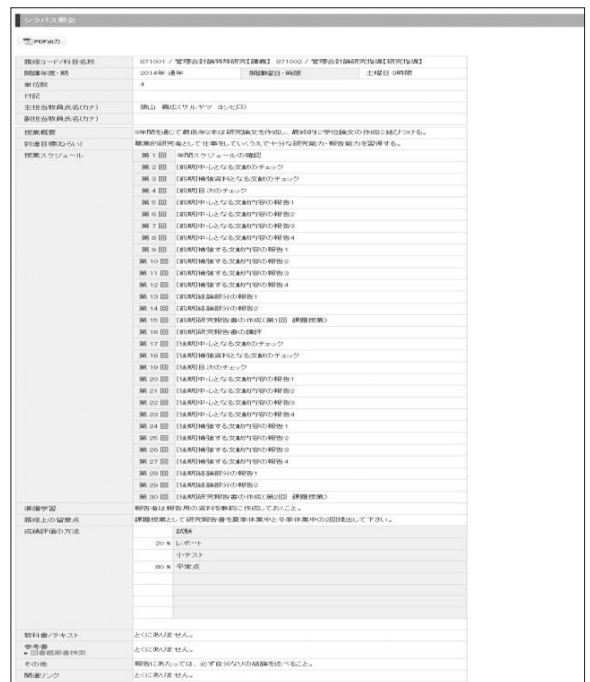 シラバス照会
PDF出力
履修コード/科目名称 871001 / 管理会計論特殊研究【講義】 871002 / 管理会計論研究指導【研究指導】
開講年度・期 2014年 通年 開講曜日・時限 土曜日 3時限
単位数 4
付記
主担当教員氏名(カナ) 猿山 義広(サルヤマ ヨシヒロ)
副担当教員氏名(カナ)
授業概要 3年間を通じて最低年2本は研究論文を作成し、最終的に学位論文の作成に結びつける。
到達目標(ねらい) 職業的研究者として仕事をしていくうえで十分な研究能力・報告能力を習得する。
授業スケジュール 第 1 回 年間スケジュールの確認
第 2 回 [前期]中心となる文献のチェック
第 3 回 [前期]補強資料となる文献のチェック
第 4 回 [前期]目次のチェック
第 5 回 [前期]中心となる文献内容の報告1
第 6 回 [前期]中心となる文献内容の報告2
第 7 回 [前期]中心となる文献内容の報告3
第 8 回 [前期]中心となる文献内容の報告4
第 9 回 [前期]補強する文献内容の報告1
第 10 回 [前期]補強する文献内容の報告2
第 11 回 [前期]補強する文献内容の報告3
第 12 回 [前期]補強する文献内容の報告4
第 13 回 [前期]結論部分の報告1
第 14 回 [前期]結論部分の報告2
第 15 回 [前期]研究報告書の作成(第1回 課題授業)
第 16 回 [前期]研究報告書の講評
第 17 回 [後期]中心となる文献のチェック
第 18 回 [後期]補強資料となる文献のチェック
第 19 回 [後期]目次のチェック
第 20 回 [後期]中心となる文献内容の報告1
第 21 回 [後期]中心となる文献内容の報告2
第 22 回 [後期]中心となる文献内容の報告3
第 23 回 [後期]中心となる文献内容の報告4
第 24 回 [後期]補強する文献内容の報告1
第 25 回 [後期]補強する文献内容の報告2
第 26 回 [後期]補強する文献内容の報告3
第 27 回 [後期]補強する文献内容の報告4
第 28 回 [後期]結論部分の報告1
第 29 回 [後期]結論部分の報告2
第 30 回 [後期]研究報告書の作成(第2回 課題授業)
準備学習 報告者は報告用の資料を事前に作成しておくこと。
履修上の留意点 課題授業として研究報告書を夏季休業中と冬季休業中の2回提出して下さい。
成績評価の方法 試験
20 % レポート
小テスト
80 % 平常点
教科書/テキスト とくにありません。
参考書 とくにありません。
▸ 図書館蔵書検索
その他 報告にあたっては、必ず自分なりの結論を述べること。
関連リンク とくにありません。